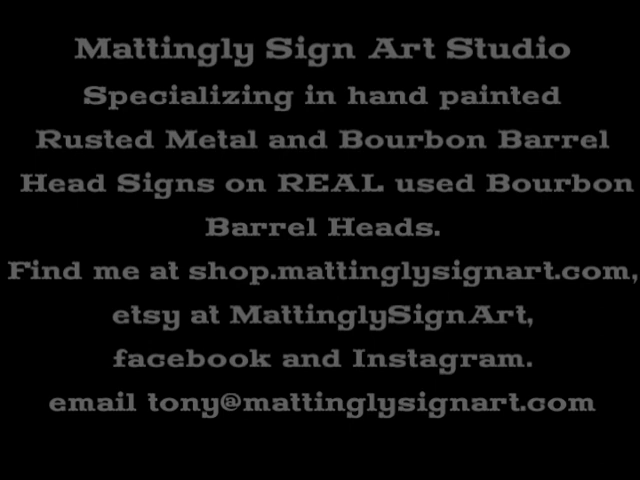 Mattingly Sign Art Studio
Specializing in hand painted
Rusted Metal and Bourbon Barrel
Head Signs on REAL used Bourbon
Barrel Heads.
Find me at shop.mattinglysignart.com,
etsy at MattinglySignArt,
facebook and Instagram.
email tony@mattinglysignart.com